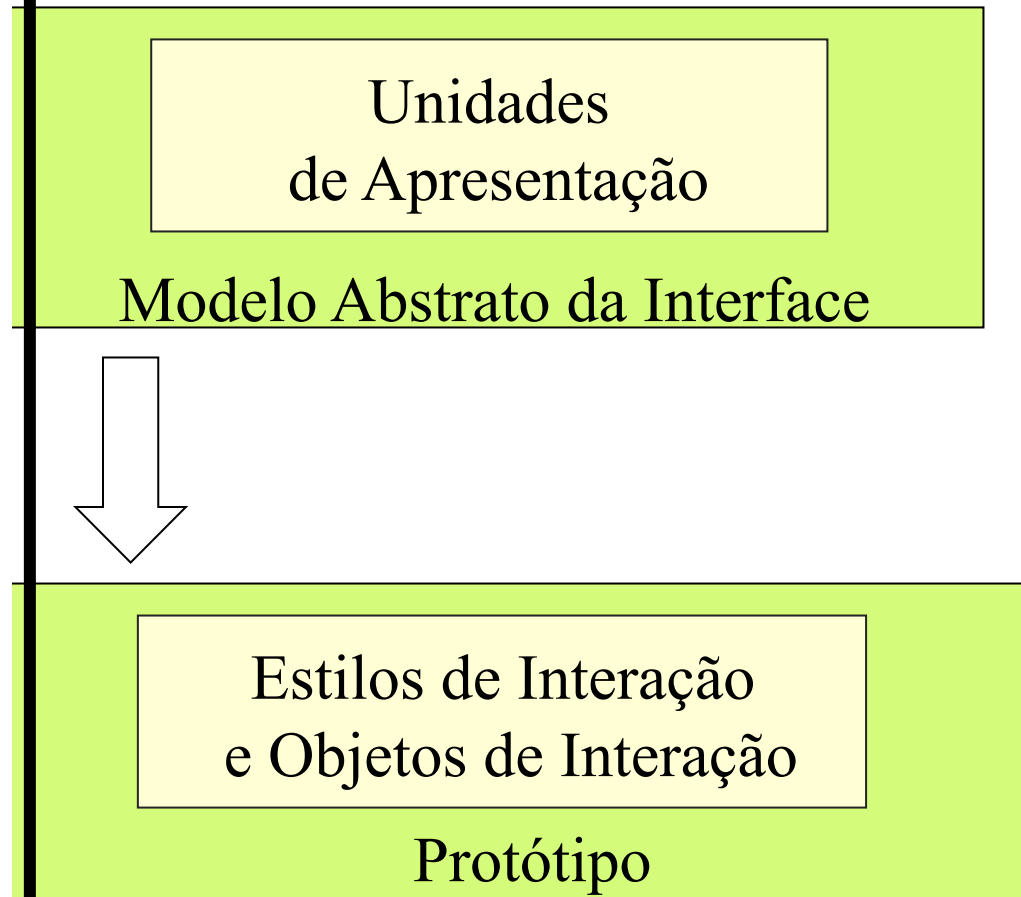 Unidades
de Apresentação
Modelo Abstrato da Interface
Estilos de Interação
e Objetos de Interação
Protótipo